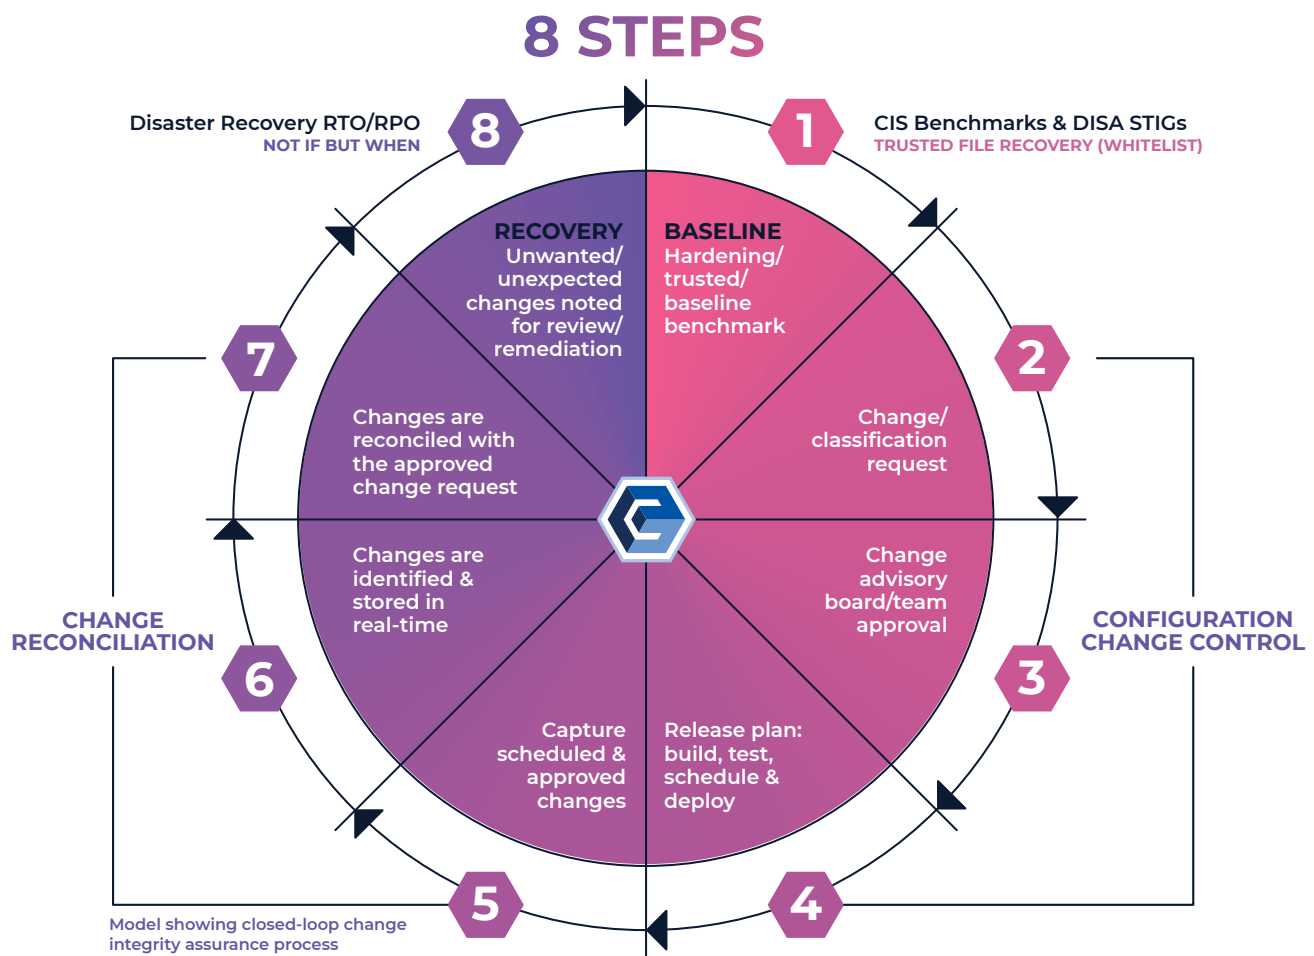 8 STEPS
8
Disaster Recovery RTO/RPO
NOT IF BUT WHEN
1
CIS Benchmarks & DISA STIGs
TRUSTED FILE RECOVERY (WHITELIST)
RECOVERY
Unwanted/
unexpected
changes noted
for review/
remediation
BASELINE
Hardening/
trusted/
baseline
benchmark
7
2
Changes are
reconciled with
the approved
change request
Change/
classification
request
Changes are
identified &
stored in
real-time
Change
advisory
board/team
approval
CHANGE
RECONCILIATION
CONFIGURATION
CHANGE CONTROL
6
3
Capture
scheduled &
approved
changes
Release plan:
build, test,
schedule &
deploy
5
4
Model showing closed-loop change
integrity assurance process